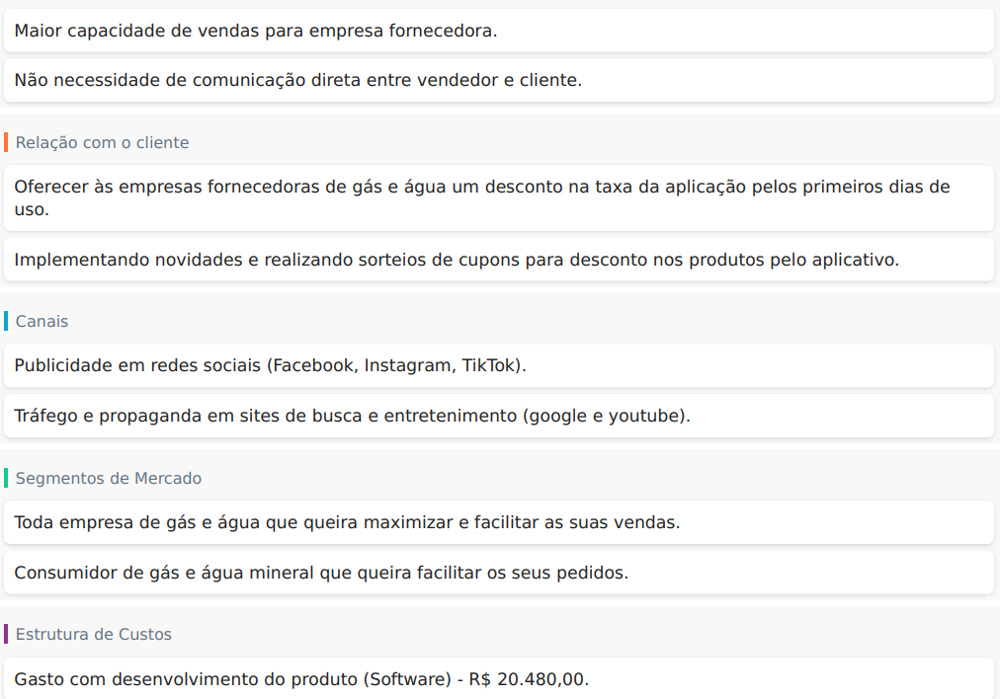 Maior capacidade de vendas para empresa fornecedora.
Não necessidade de comunicação direta entre vendedor e cliente.
Relação com o cliente
Oferecer às empresas fornecedoras de gás e água um desconto na taxa da aplicação pelos primeiros dias de
uso.
Implementando novidades e realizando sorteios de cupons para desconto nos produtos pelo aplicativo.
Canais
Publicidade em redes sociais (Facebook, Instagram, TikTok).
Tráfego e propaganda em sites de busca e entretenimento (google e youtube).
Segmentos de Mercado
Toda empresa de gás e água que queira maximizar e facilitar as suas vendas.
Consumidor de gás e água mineral que queira facilitar os seus pedidos.
Estrutura de Custos
Gasto com desenvolvimento do produto (Software) - R$ 20.480,00.